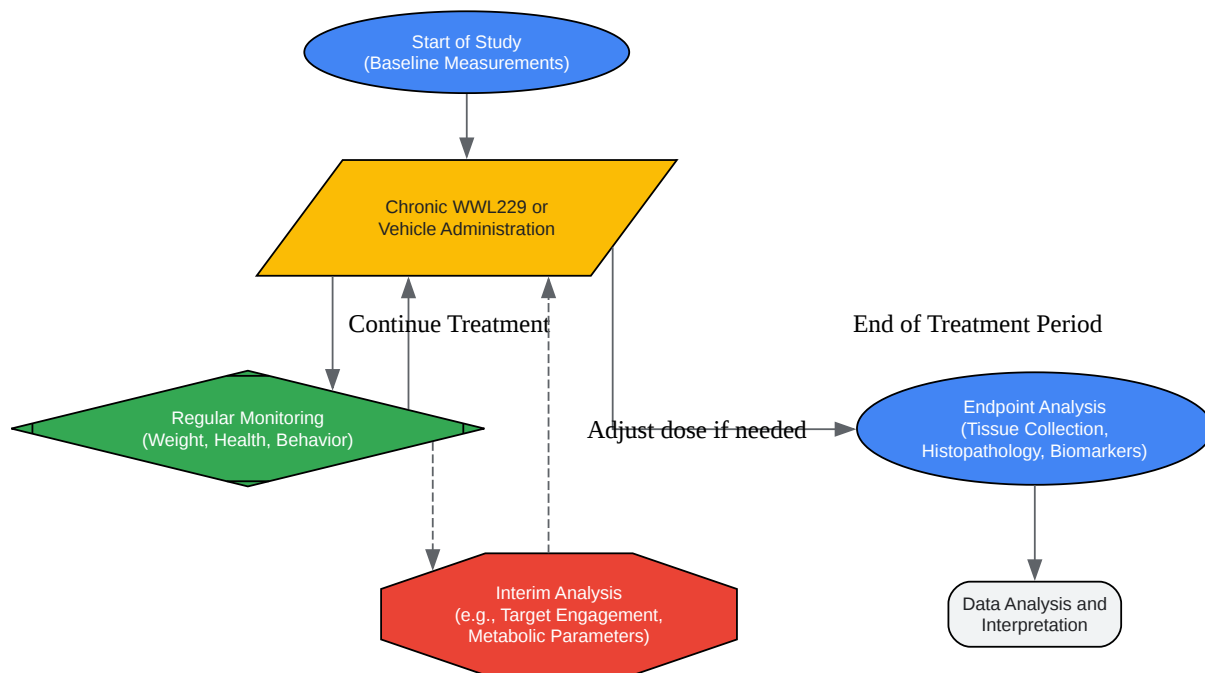 Start of Study
(Baseline Measurements)
Chronic WWL229 or
Vehicle Administration
Continue Treatment
End of Treatment Period
Regular Monitoring
(Weight, Health, Behavior)
Adjust dose if needed
Endpoint Analysis
(Tissue Collection,
Histopathology, Biomarkers)
Interim Analysis
(e.g., Target Engagement,
Metabolic Parameters)
Data Analysis and
Interpretation